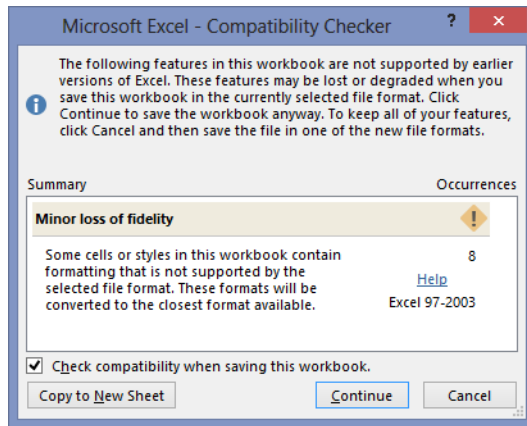 Microsoft Excel - Compatibility Checker ? ×
The following features in this workbook are not supported by earlier
versions of Excel. These features may be lost or degraded when you
save this workbook in the currently selected file format. Click
Continue to save the workbook anyway. To keep all of your features,
click Cancel and then save the file in one of the new file formats.
Summary Occurrences
Minor loss of fidelity
Some cells or styles in this workbook contain 8
formatting that is not supported by the
selected file format. These formats will be Help
converted to the closest format available. Excel 97-2003
Check compatibility when saving this workbook.
Copy to New Sheet Continue Cancel